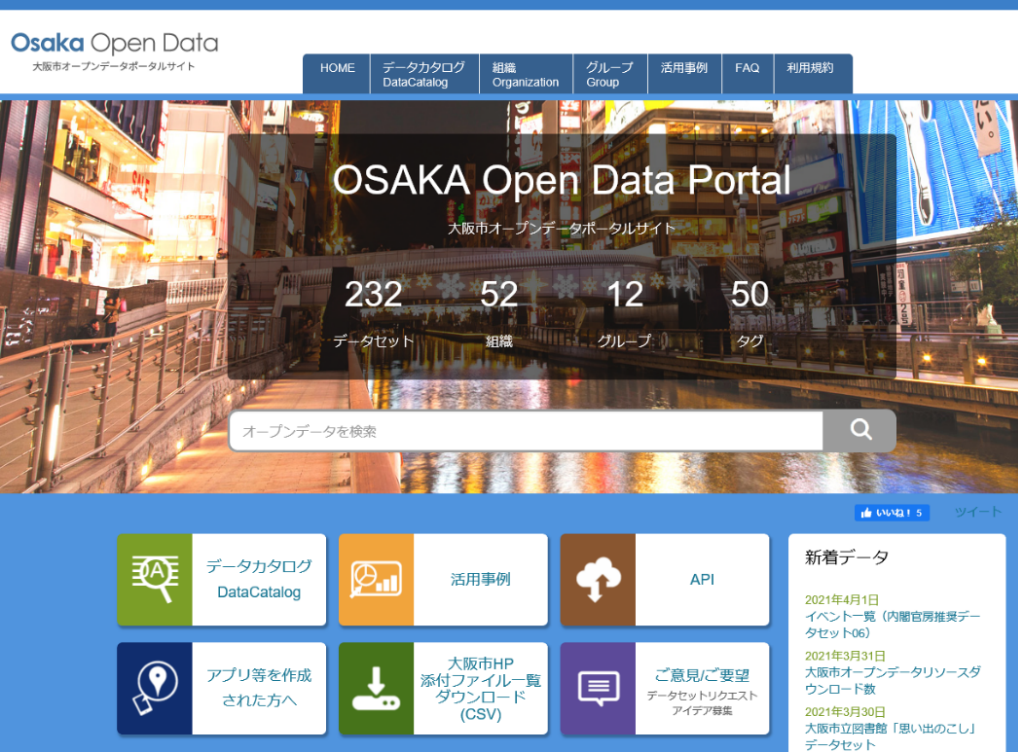 Osaka Open Data
大阪市オープンデータポータルサイト
HOME
データカタログ
DataCatalog
組織
Organization
グループ
Group
活用事例
FAQ
利用規約
OSAKA Open Data Portal
大阪市オープンデータポータルサイト
232
52
12
50
データセット
組織
グループ
タグ
オープンデータを検索
いいね！ 5
ツイート
データカタログ
DataCatalog
活用事例
API
アプリ等を作成
された方へ
大阪市HP
添付ファイル一覧
ダウンロード
(CSV)
ご意見/ご要望
データセットリクエスト
アイデア募集
新着データ
2021年4月1日
イベント一覧（内閣官房推奨デー
タセット06）
2021年3月31日
大阪市オープンデータリソースダ
ウンロード数
2021年3月30日
大阪市立図書館「思い出のこし」
データセット